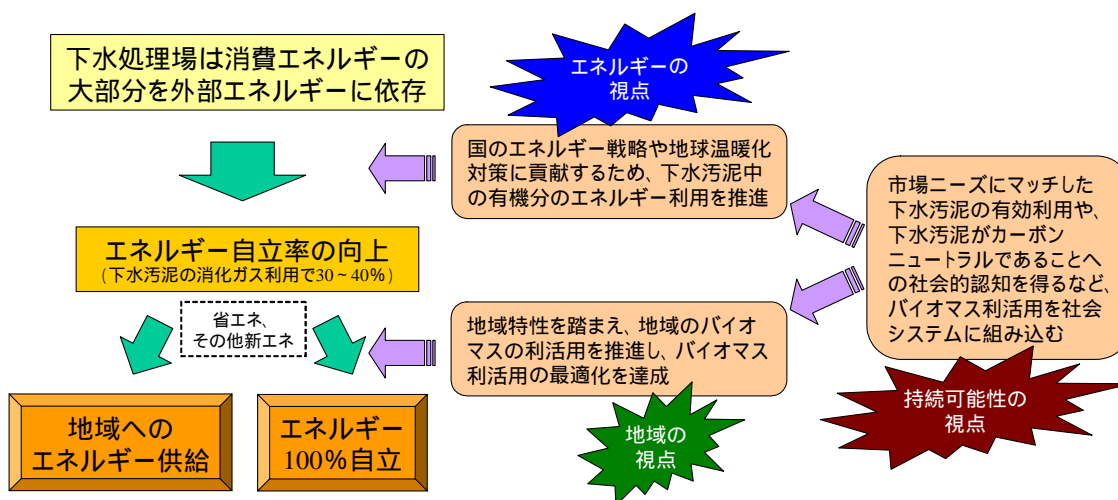 下水処理場は消費エネルギーの
大部分を外部エネルギーに依存
エネルギーの
視点
国のエネルギー戦略や地球温暖化
対策に貢献するため、下水汚泥中
の有機分のエネルギー利用を推進
市場ニーズにマッチした
下水汚泥の有効利用や、
下水汚泥がカーボン
ニュートラルであることへ
の社会的認知を得るなど、
バイオマス利活用を社会
システムに組み込む
エネルギー自立率の向上
(下水汚泥の消化ガス利用で30~40%)
省エネ、
その他新エネ
地域特性を踏まえ、地域のバイオ
マスの利活用を推進し、バイオマス
利活用の最適化を達成
持続可能性の
視点
地域への
エネルギー供給
エネルギー
100%自立
地域の
視点